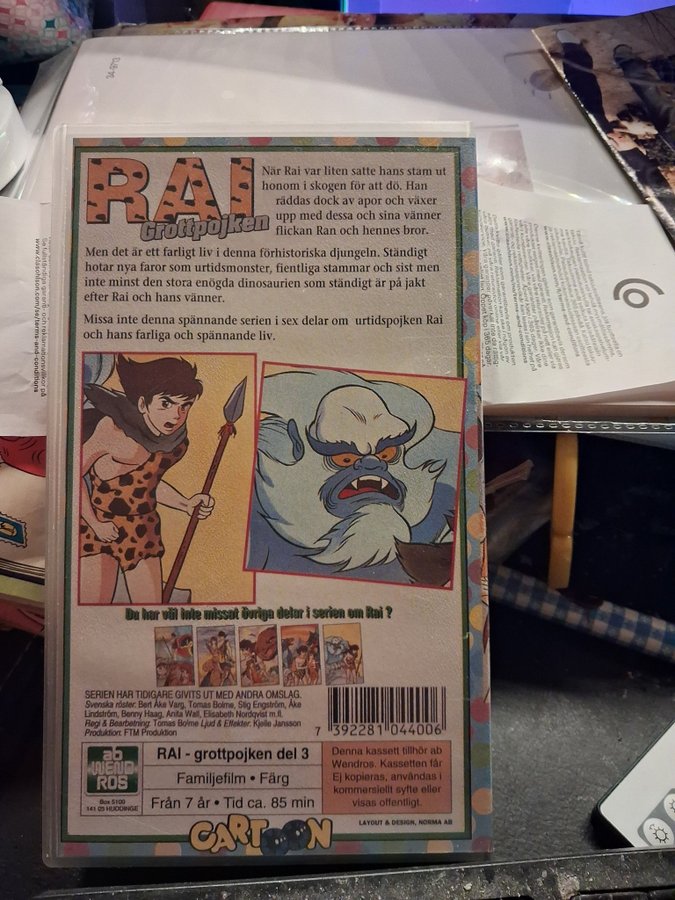 RAI
Grottpojken
När Rai var liten satte hans stam ut
honom i skogen för att dö. Han
räddas dock av apor och växer
upp med dessa och sina vänner
flickan Ran och hennes bror.
Men det är ett farligt liv i denna förhistoriska djungeln. Ständigt
hotar nya faror som urtidsmonster, fientliga stammar och sist men
inte minst den stora enögda dinosaurien som ständigt är på jakt
efter Rai och hans vänner.
Missa inte denna spännande serien i sex delar om urtidspojken Rai
och hans farliga och spännande liv.
Du har väl inte missat övriga delar i serien om Rai ?
SERIEN HAR TIDIGARE GIVITS UT MED ANDRA OMSLAG.
Svenska röster: Bert Åke Varg, Tomas Bolme, Stig Engström, Åke
Lindström, Benny Haag, Anita Wall, Elisabeth Nordqvist m.fl.
Regi & Bearbetning: Tomas Bolme Ljud & Effekter: Kjelle Jansson
Produktion: FTM Produktion
7 392281 044006
ab
WEND
ROS
Box 5100
141 05 HUDDINGE
RAI - grottpojken del 3
Familjefilm • Färg
Från 7 år • Tid ca. 85 min
Denna kassett tillhör ab
Wendros. Kassetten får
Ej kopieras, användas i
kommersiellt syfte eller
visas offentligt.
LAYOUT & DESIGN, NORMA AB
CARTOON